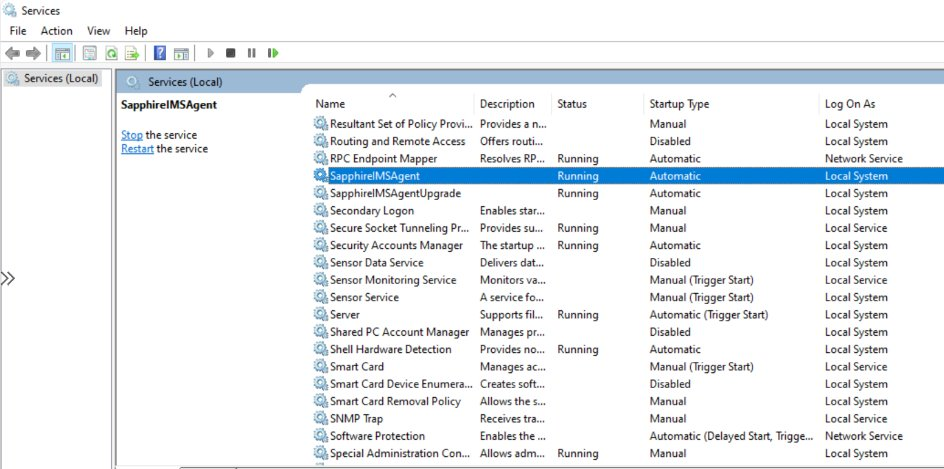 Services
File Action View Help
Services (Local)
Services (Local)
SapphireIMSAgent
Stop the service
Restart the service
Name Description Status Startup Type Log On As
Resultant Set of Policy Provi... Provides a n... Manual Local System
Routing and Remote Access Offers routi... Disabled Local System
RPC Endpoint Mapper Resolves RP... Running Automatic Network Service
SapphireIMSAgent Running Automatic Local System
SapphireIMSAgentUpgrade Running Automatic Local System
Secondary Logon Enables star... Manual Local System
Secure Socket Tunneling Pr... Provides su... Running Manual Local Service
Security Accounts Manager The startup ... Running Automatic Local System
Sensor Data Service Delivers dat... Disabled Local System
Sensor Monitoring Service Monitors va... Manual (Trigger Start) Local Service
Sensor Service A service fo... Manual (Trigger Start) Local System
Server Supports fil... Running Automatic (Trigger Start) Local System
Shared PC Account Manager Manages pr... Disabled Local System
Shell Hardware Detection Provides no... Running Automatic Local System
Smart Card Manages ac... Manual (Trigger Start) Local Service
Smart Card Device Enumera... Creates soft... Disabled Local System
Smart Card Removal Policy Allows the s... Manual Local System
SNMP Trap Receives tra... Manual Local Service
Software Protection Enables the ... Automatic (Delayed Start, Trigge... Network Service
Special Administration Con... Allows adm... Running Manual Local System